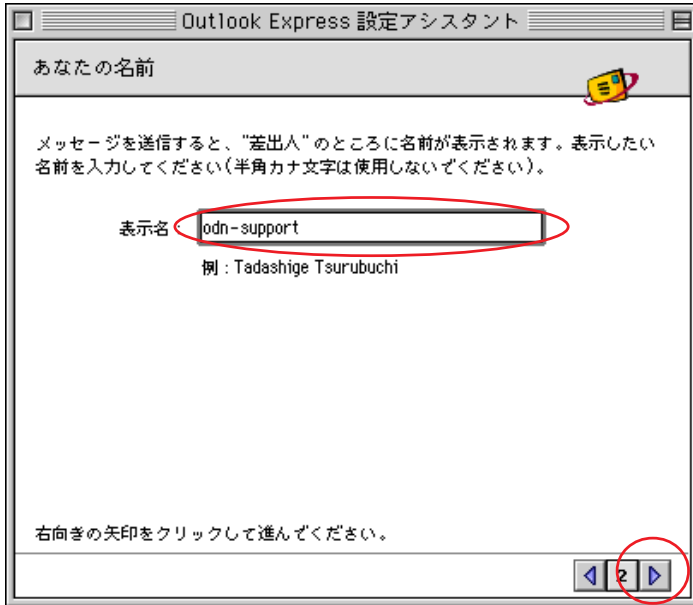 Outlook Express 設定アシスタント
あなたの名前
メッセージを送信すると、"差出人"のところに名前が表示されます。表示したい
名前を入力してください(半角カナ文字は使用しないでください)。
表示名: odn-support
例 : Tadashige Tsurubuchi
右向きの矢印をクリックして進んでください。
2